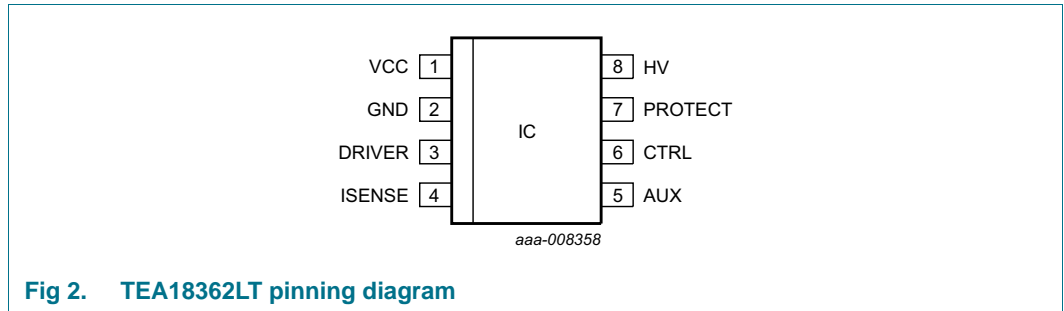 VCC 1 8 HV
GND 2 7 PROTECT
IC
DRIVER 3 6 CTRL
ISENSE 4 5 AUX
aaa-008358
Fig 2. TEA18362LT pinning diagram